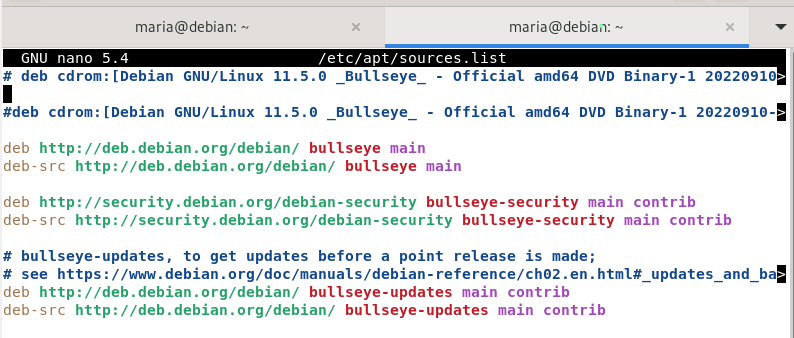 maria@debian: ~ × maria@debian: ~ ×
GNU nano 5.4 /etc/apt/sources.list
# deb cdrom:[Debian GNU/Linux 11.5.0 _Bullseye_ - Official amd64 DVD Binary-1 20220910>
#deb cdrom:[Debian GNU/Linux 11.5.0 _Bullseye_ - Official amd64 DVD Binary-1 20220910->
deb http://deb.debian.org/debian/ bullseye main
deb-src http://deb.debian.org/debian/ bullseye main
deb http://security.debian.org/debian-security bullseye-security main contrib
deb-src http://security.debian.org/debian-security bullseye-security main contrib
# bullseye-updates, to get updates before a point release is made;
# see https://www.debian.org/doc/manuals/debian-reference/ch02.en.html#_updates_and_ba>
deb http://deb.debian.org/debian/ bullseye-updates main contrib
deb-src http://deb.debian.org/debian/ bullseye-updates main contrib